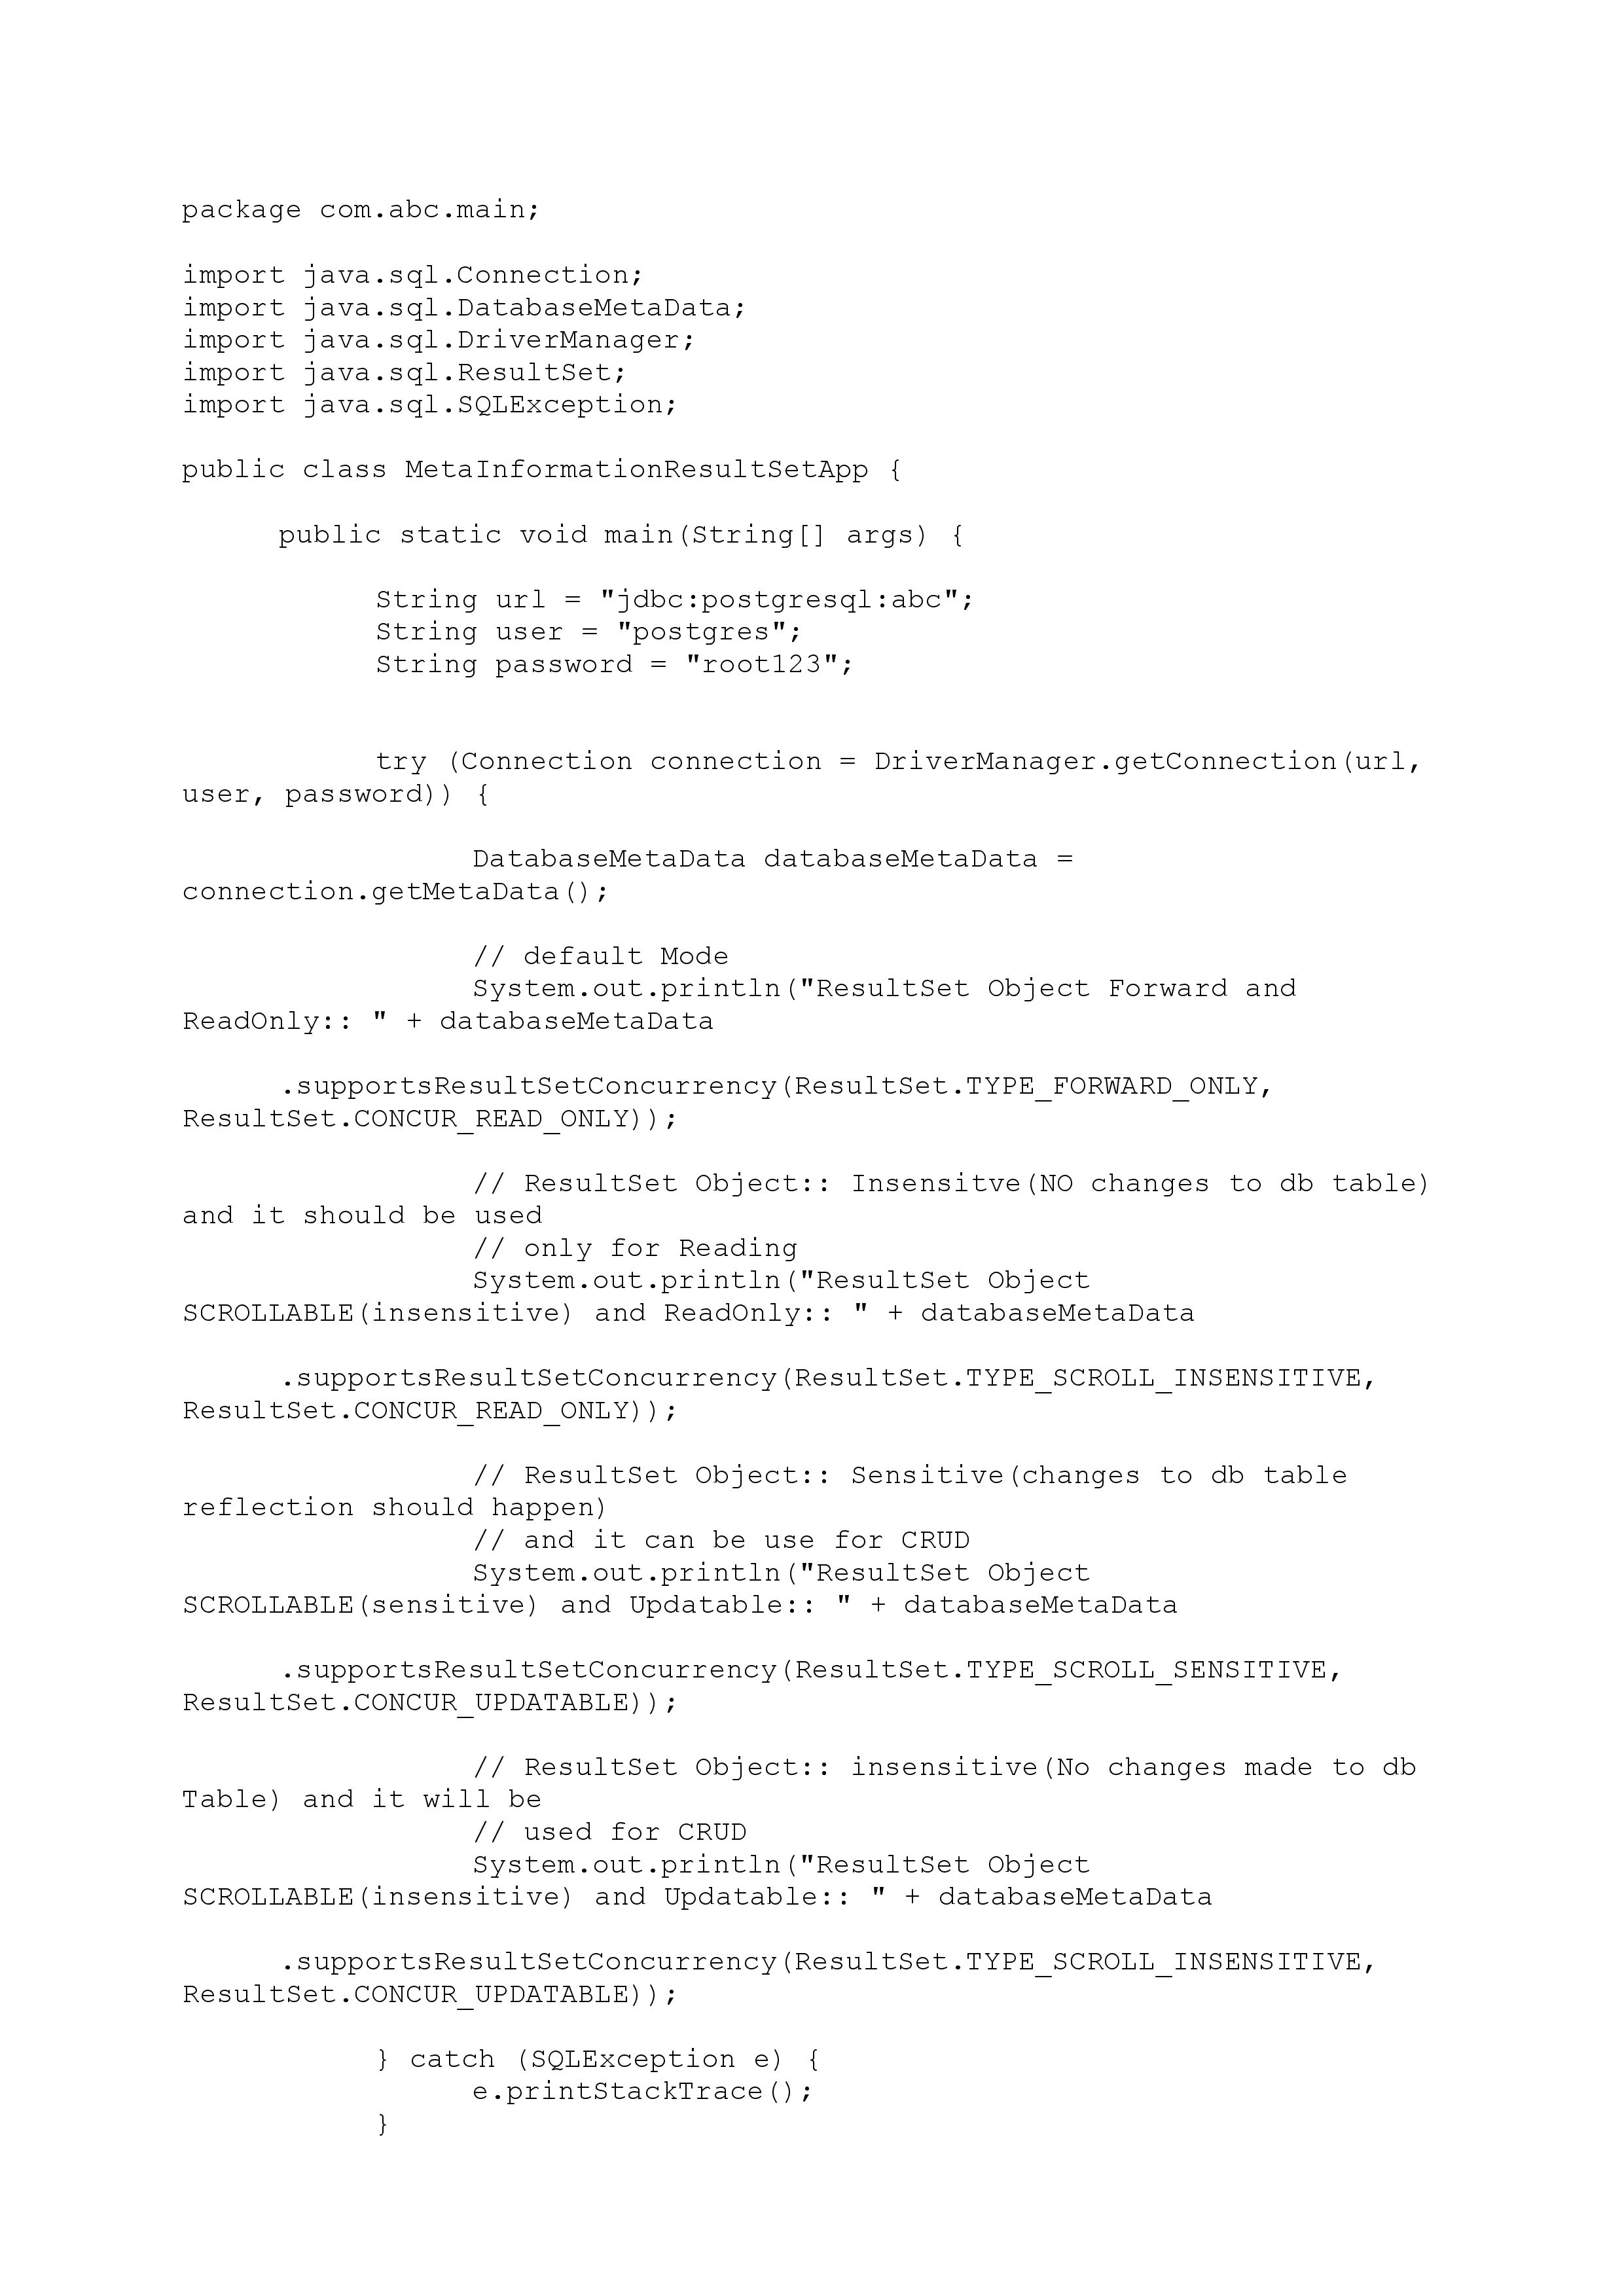 package com.abc.main;
import java.sql.Connection;
import java.sql.DatabaseMetaData;
import java.sql.DriverManager;
import java.sql.ResultSet;
import java.sql.SQLException;
public class MetaInformationResultSetApp {
public static void main(String[] args) {
String url = "jdbc:postgresql:abc";
String user = "postgres";
String password = "root123";
try (Connection connection = DriverManager.getConnection(url,
user, password)) {
DatabaseMetaData databaseMetaData =
connection.getMetaData();
// default Mode
System.out.println("ResultSet Object Forward and
ReadOnly:: " + databaseMetaData
.supportsResultSetConcurrency(ResultSet.TYPE_FORWARD_ONLY,
ResultSet.CONCUR_READ_ONLY));
// ResultSet Object:: Insensitve(NO changes to db table)
and it should be used
// only for Reading
System.out.println("ResultSet Object
SCROLLABLE(insensitive) and ReadOnly:: " + databaseMetaData
.supportsResultSetConcurrency(ResultSet.TYPE_SCROLL_INSENSITIVE,
ResultSet.CONCUR_READ_ONLY));
// ResultSet Object:: Sensitive(changes to db table
reflection should happen)
// and it can be use for CRUD
System.out.println("ResultSet Object
SCROLLABLE(sensitive) and Updatable:: " + databaseMetaData
.supportsResultSetConcurrency(ResultSet.TYPE_SCROLL_SENSITIVE,
ResultSet.CONCUR_UPDATABLE));
// ResultSet Object:: insensitive(No changes made to db
Table) and it will be
// used for CRUD
System.out.println("ResultSet Object
SCROLLABLE(insensitive) and Updatable:: " + databaseMetaData
.supportsResultSetConcurrency(ResultSet.TYPE_SCROLL_INSENSITIVE,
ResultSet.CONCUR_UPDATABLE));
} catch (SQLException e) {
e.printStackTrace();
}